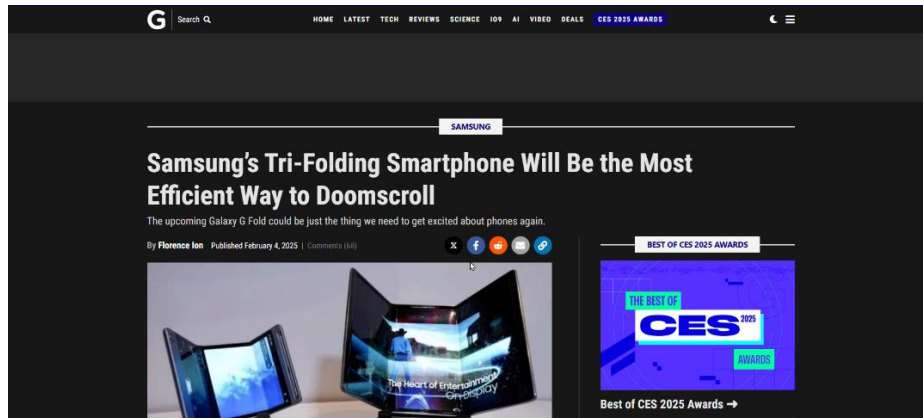 G
Search
HOME LATEST TECH REVIEWS SCIENCE IO9 AI VIDEO DEALS CES 2025 AWARDS
SAMSUNG
Samsung's Tri-Folding Smartphone Will Be the Most
Efficient Way to Doomscroll
The upcoming Galaxy G Fold could be just the thing we need to get excited about phones again.
By Florence Ion Published February 4, 2025 | Comments (68)
X
f
The Heart of Entertainment
On Display
BEST OF CES 2025 AWARDS
THE BEST OF
CES 2025
AWARDS
Best of CES 2025 Awards →